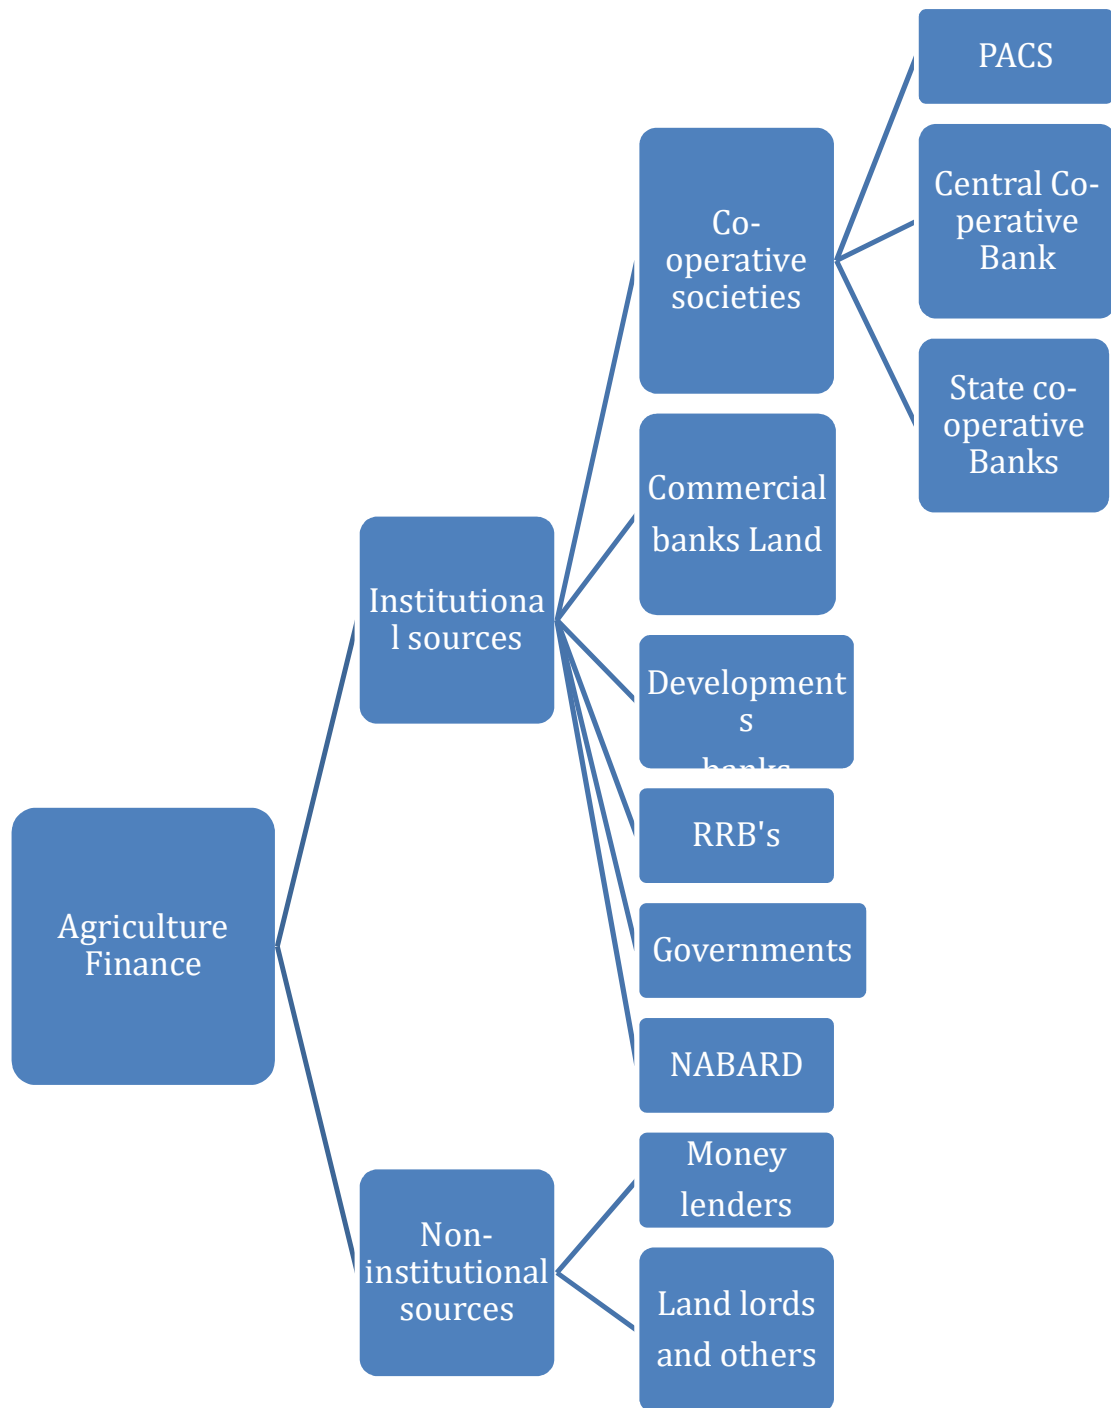 PACS
Central Co-
perative
Bank
Co-
operative
societies
State co-
operative
Banks
Commercial
banks Land
Institutiona
l sources
Development
s
banks
RRB's
Agriculture
Finance
Governments
NABARD
Money
lenders
Non-
institutional
sources
Land lords
and others